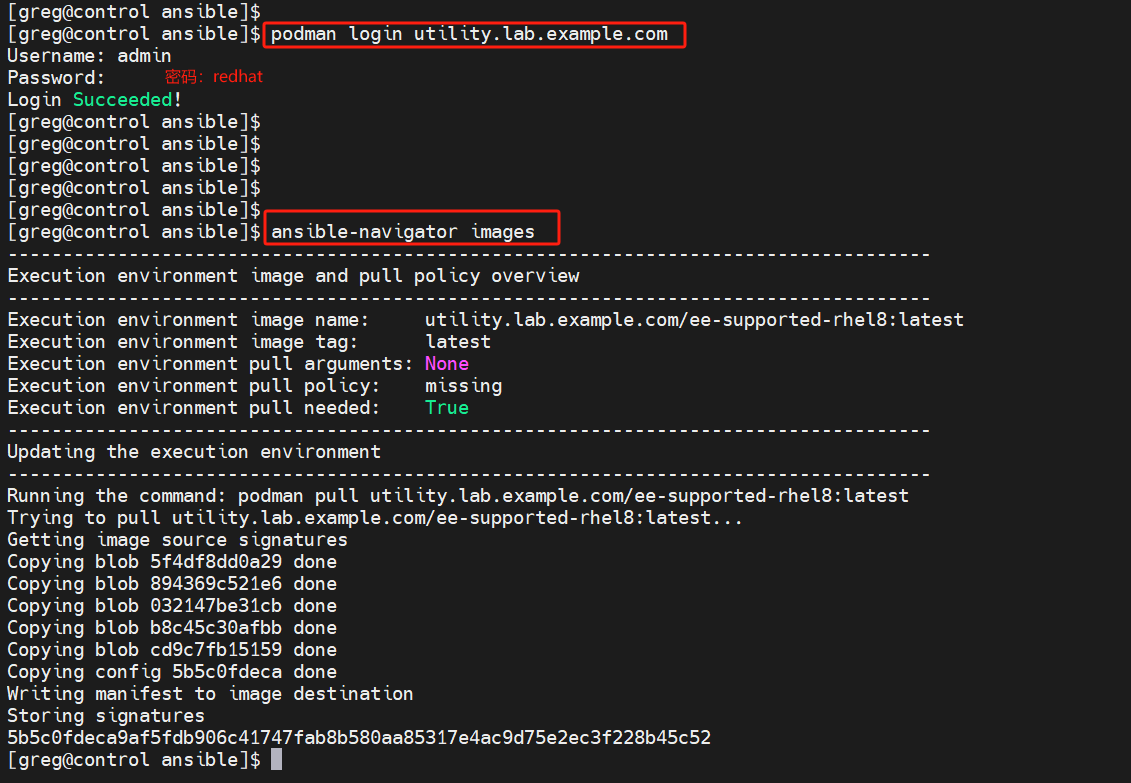 [greg@control ansible]$
[greg@control ansible]$ podman login utility.lab.example.com
Username: admin
Password: 密码：redhat
Login Succeeded!
[greg@control ansible]$
[greg@control ansible]$
[greg@control ansible]$
[greg@control ansible]$
[greg@control ansible]$
[greg@control ansible]$ ansible-navigator images
------------------------------------------------------------------------------------
Execution environment image and pull policy overview
------------------------------------------------------------------------------------
Execution environment image name:     utility.lab.example.com/ee-supported-rhel8:latest
Execution environment image tag:      latest
Execution environment pull arguments: None
Execution environment pull policy:    missing
Execution environment pull needed:    True
------------------------------------------------------------------------------------
Updating the execution environment
------------------------------------------------------------------------------------
Running the command: podman pull utility.lab.example.com/ee-supported-rhel8:latest
Trying to pull utility.lab.example.com/ee-supported-rhel8:latest...
Getting image source signatures
Copying blob 5f4df8dd0a29 done
Copying blob 894369c521e6 done
Copying blob 032147be31cb done
Copying blob b8c45c30afbb done
Copying blob cd9c7fb15159 done
Copying config 5b5c0fdeca done
Writing manifest to image destination
Storing signatures
5b5c0fdeca9af5fdb906c41747fab8b580aa85317e4ac9d75e2ec3f228b45c52
[greg@control ansible]$